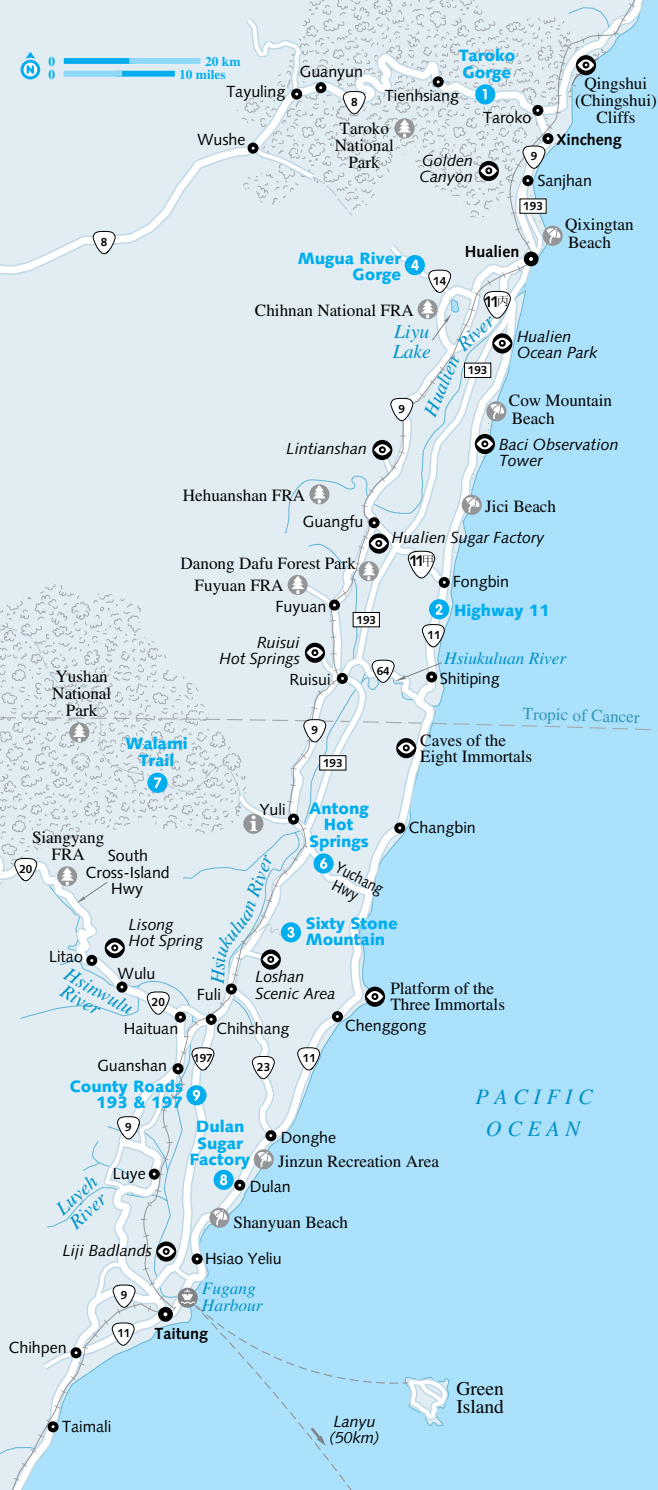 N
0
20 km
0
10 miles
Taroko
Gorge
1
Guanyun
Tayuling
8
Tienhsiang
Qingshui
(Chingshui)
Cliffs
Taroko
Taroko
National
Park
Wushe
Xincheng
9
Golden
Canyon
Sanjhan
193
Qixingtan
Beach
8
Hualien
Mugua River
Gorge
4
14
Chihnan National FRA
11丙
Liyu
Lake
Hualien River
Hualien
Ocean Park
193
9
Cow Mountain
Beach
Lintianshan
Baci Observation
Tower
Hehuanshan FRA
Jici Beach
Guangfu
Hualien Sugar Factory
Danong Dafu Forest Park
11甲
Fuyuan FRA
Fongbin
Fuyuan
2
Highway 11
193
11
Ruisui
Hot Springs
Hsiukuluan River
64
Ruisui
Shitiping
Yushan
National
Park
Tropic of Cancer
9
Walami
Trail
7
193
Caves of the
Eight Immortals
Yuli
Antong
Hot
Springs
6
Changbin
Siangyang
FRA
South
Cross-Island
Hwy
20
Yuchang
Hwy
Hsiukuluan River
3
Sixty Stone
Mountain
Lisong
Hot Spring
Litao
Wulu
Loshan
Scenic Area
Hsinwulu
River
20
Fuli
Platform of the
Three Immortals
Haituan
Chihshang
Chenggong
197
23
11
Guanshan
County Roads
193 & 197
9
PACIFIC
OCEAN
9
Dulan
Sugar
Factory
8
Donghe
Jinzun Recreation Area
Luye
Dulan
Luyeh
River
Shanyuan Beach
Liji Badlands
Hsiao Yeliu
9
Fugang
Harbour
11
Taitung
Chihpen
Green
Island
Lanyu
(50km)
Taimali